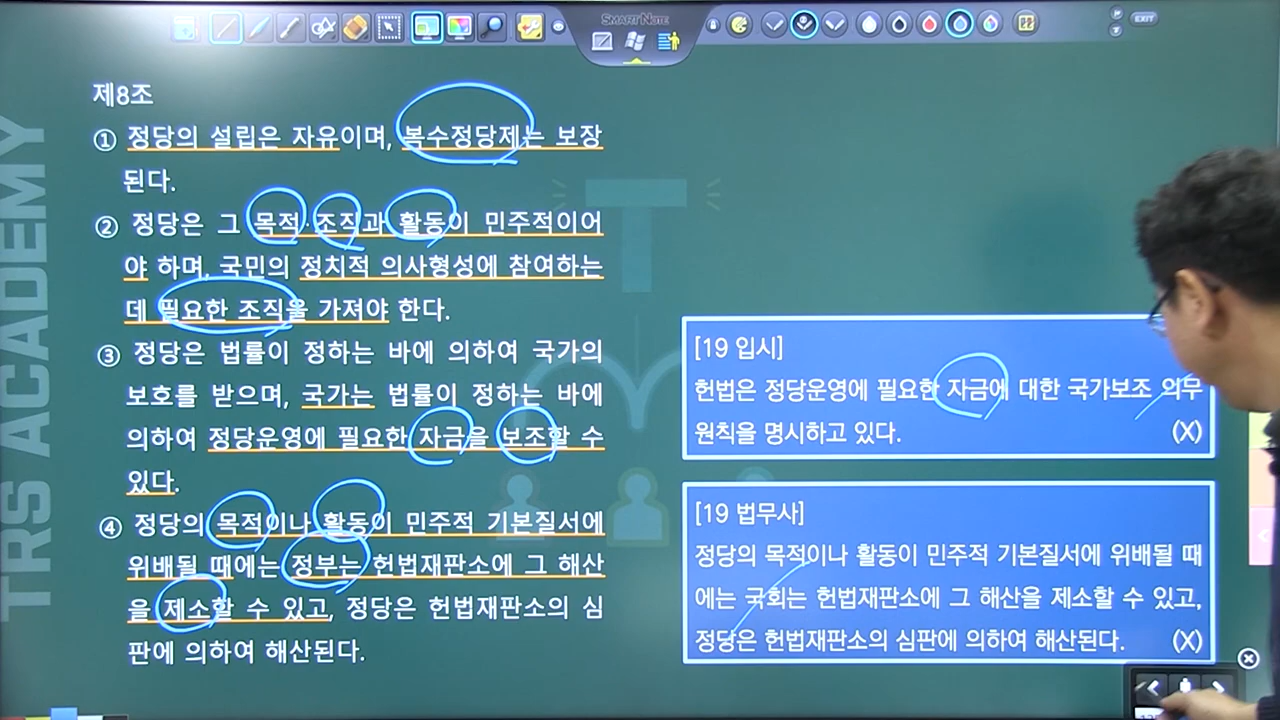 SMART NOTE
EXIT
TRS ACADEMY
제8조
① 정당의 설립은 자유이며, 복수정당제는 보장
된다.
② 정당은 그 목적·조직과 활동이 민주적이어
야 하며, 국민의 정치적 의사형성에 참여하는
데 필요한 조직을 가져야 한다.
③ 정당은 법률이 정하는 바에 의하여 국가의
보호를 받으며, 국가는 법률이 정하는 바에
의하여 정당운영에 필요한 자금을 보조할 수
있다.
④ 정당의 목적이나 활동이 민주적 기본질서에
위배될 때에는 정부는 헌법재판소에 그 해산
을 제소할 수 있고, 정당은 헌법재판소의 심
판에 의하여 해산된다.
[19 입시]
헌법은 정당운영에 필요한 자금에 대한 국가보조 의무
원칙을 명시하고 있다. (X)
[19 법무사]
정당의 목적이나 활동이 민주적 기본질서에 위배될 때
에는 국회는 헌법재판소에 그 해산을 제소할 수 있고,
정당은 헌법재판소의 심판에 의하여 해산된다. (X)